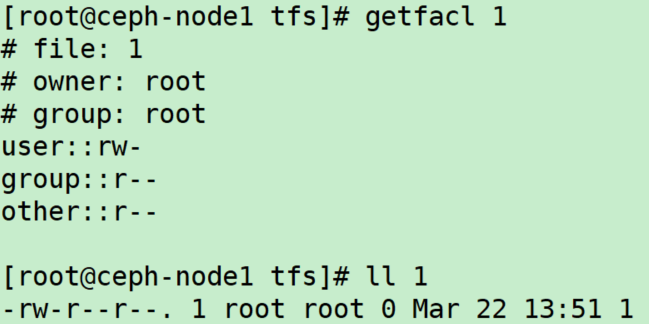 [root@ceph-node1 tfs]# getfacl 1
# file: 1
# owner: root
# group: root
user::rw-
group::r--
other::r--
[root@ceph-node1 tfs]# ll 1
-rw-r--r--. 1 root root 0 Mar 22 13:51 1